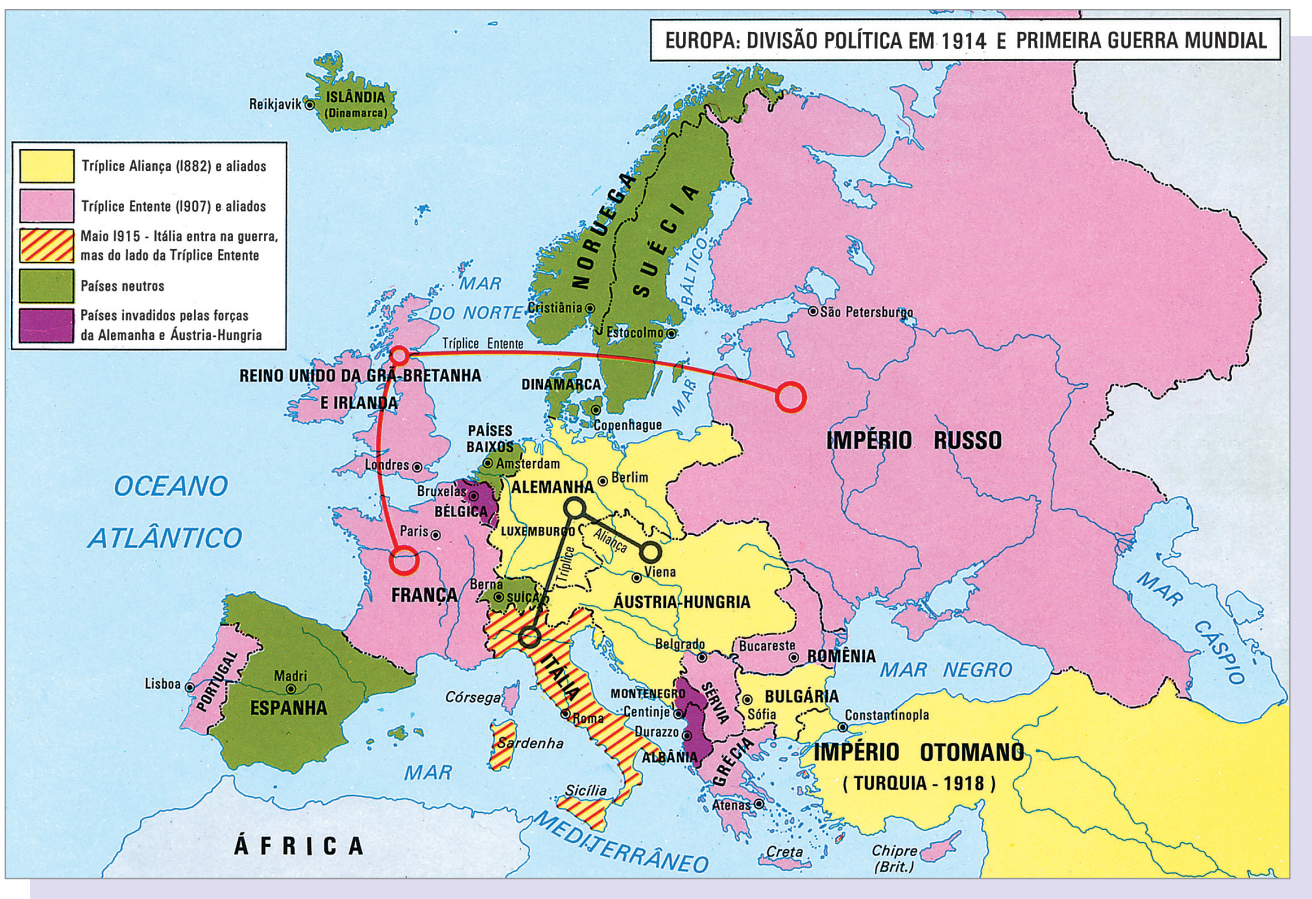 EUROPA: DIVISÃO POLÍTICA EM 1914 E PRIMEIRA GUERRA MUNDIAL
Reikjavik
ISLÂNDIA
(Dinamarca)
Tríplice Aliança (1882) e aliados
Tríplice Entente (1907) e aliados
Maio 1915 - Itália entra na guerra,
mas do lado da Tríplice Entente
Países neutros
Países invadidos pelas forças
da Alemanha e Áustria-Hungria
NORUEGA
SUÉCIA
MAR
DO NORTE
MAR BÁLTICO
Cristiânia
Estocolmo
São Petersburgo
Tríplice Entente
REINO UNIDO DA GRÃ-BRETANHA
E IRLANDA
DINAMARCA
Copenhague
PAÍSES
BAIXOS
Amsterdam
Londres
IMPÉRIO RUSSO
OCEANO
ATLÂNTICO
Bruxelas
BÉLGICA
ALEMANHA
Berlim
Paris
LUXEMBURGO
Tríplice Aliança
Viena
FRANÇA
Berna
SUÍÇA
ÁUSTRIA-HUNGRIA
MAR CÁSPIO
Belgrado
Bucareste
ROMÊNIA
MAR NEGRO
PORTUGAL
Lisboa
Madri
ESPANHA
Córsega
ITÁLIA
Roma
Sardenha
MONTENEGRO
Centinje
SÉRVIA
BULGÁRIA
Sófia
Constantinopla
Durazzo
ALBÂNIA
GRÉCIA
IMPÉRIO OTOMANO
( TURQUIA - 1918 )
MAR
MEDITERRÂNEO
Sicília
Atenas
ÁFRICA
Creta
Chipre
(Brit.)